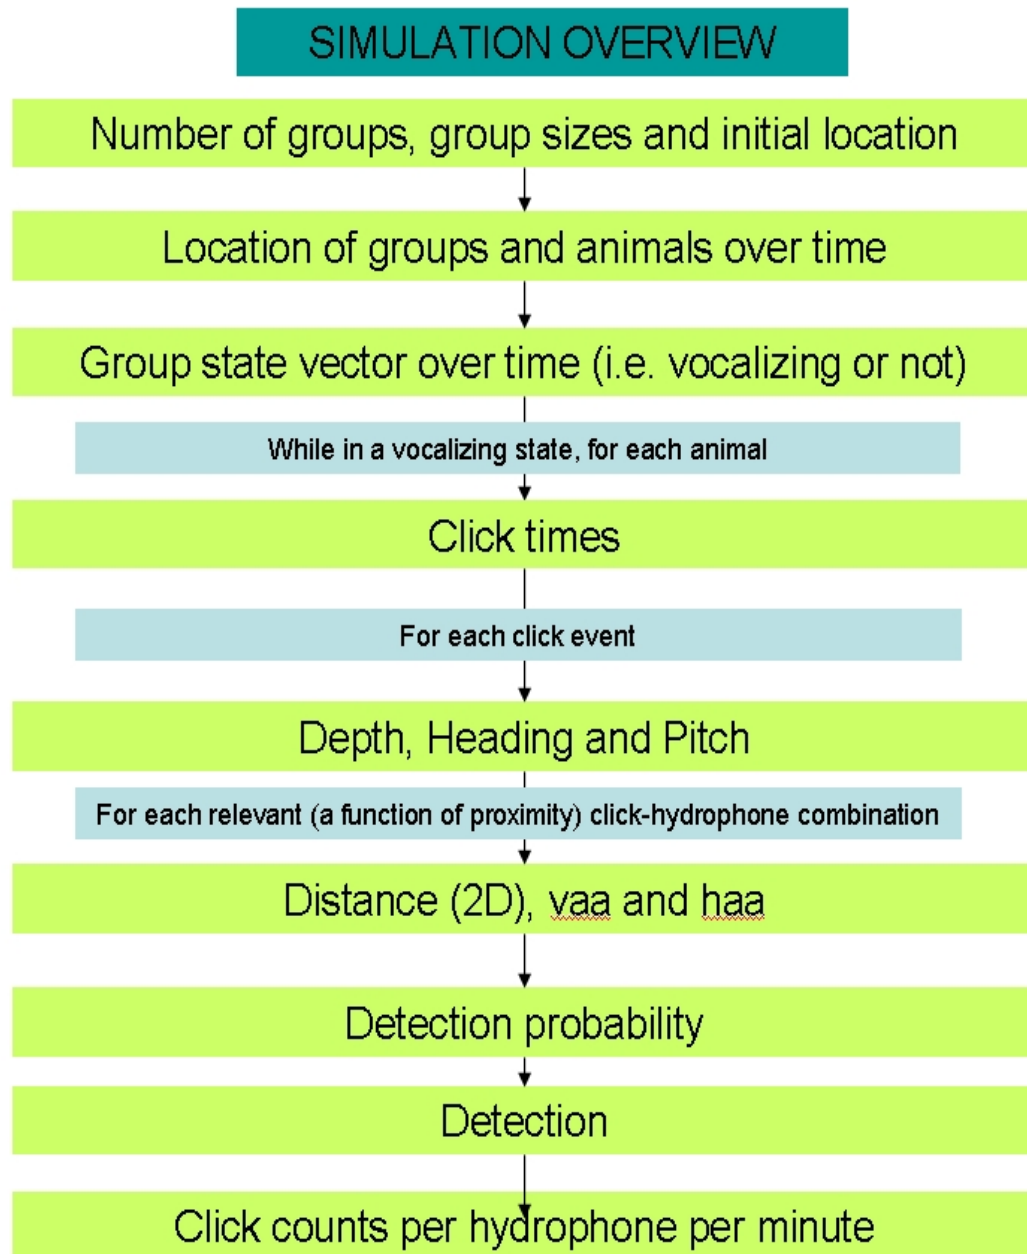 SIMULATION OVERVIEW
Number of groups, group sizes and initial location
Location of groups and animals over time
Group state vector over time (i.e. vocalizing or not)
While in a vocalizing state, for each animal
Click times
For each click event
Depth, Heading and Pitch
For each relevant (a function of proximity) click-hydrophone combination
Distance (2D), vaa and haa
Detection probability
Detection
Click counts per hydrophone per minute